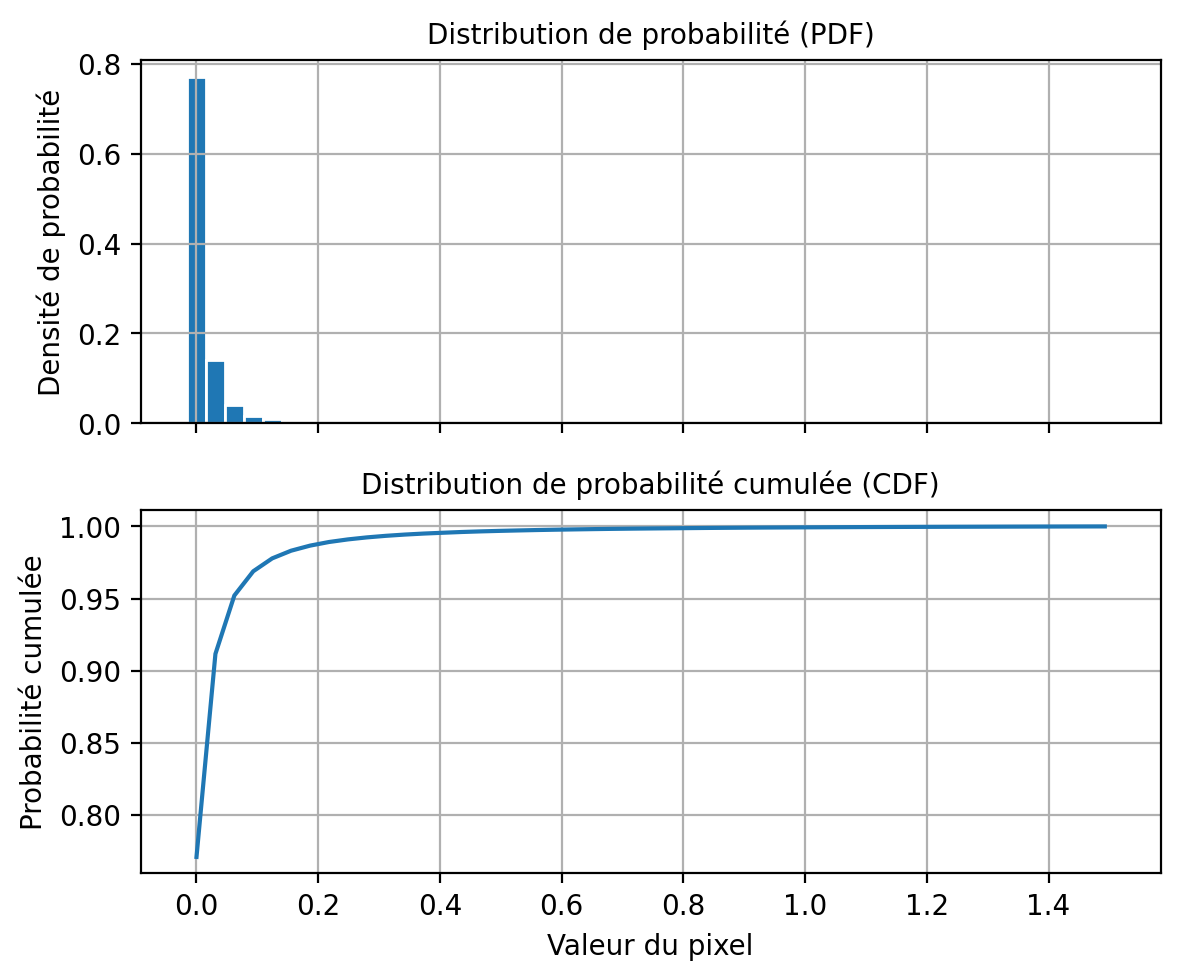 Distribution de probabilité (PDF)
Densité de probabilité
0.8
0.6
0.4
0.2
0.0
Distribution de probabilité cumulée (CDF)
Probabilité cumulée
1.00
0.95
0.90
0.85
0.80
0.0 0.2 0.4 0.6 0.8 1.0 1.2 1.4
Valeur du pixel